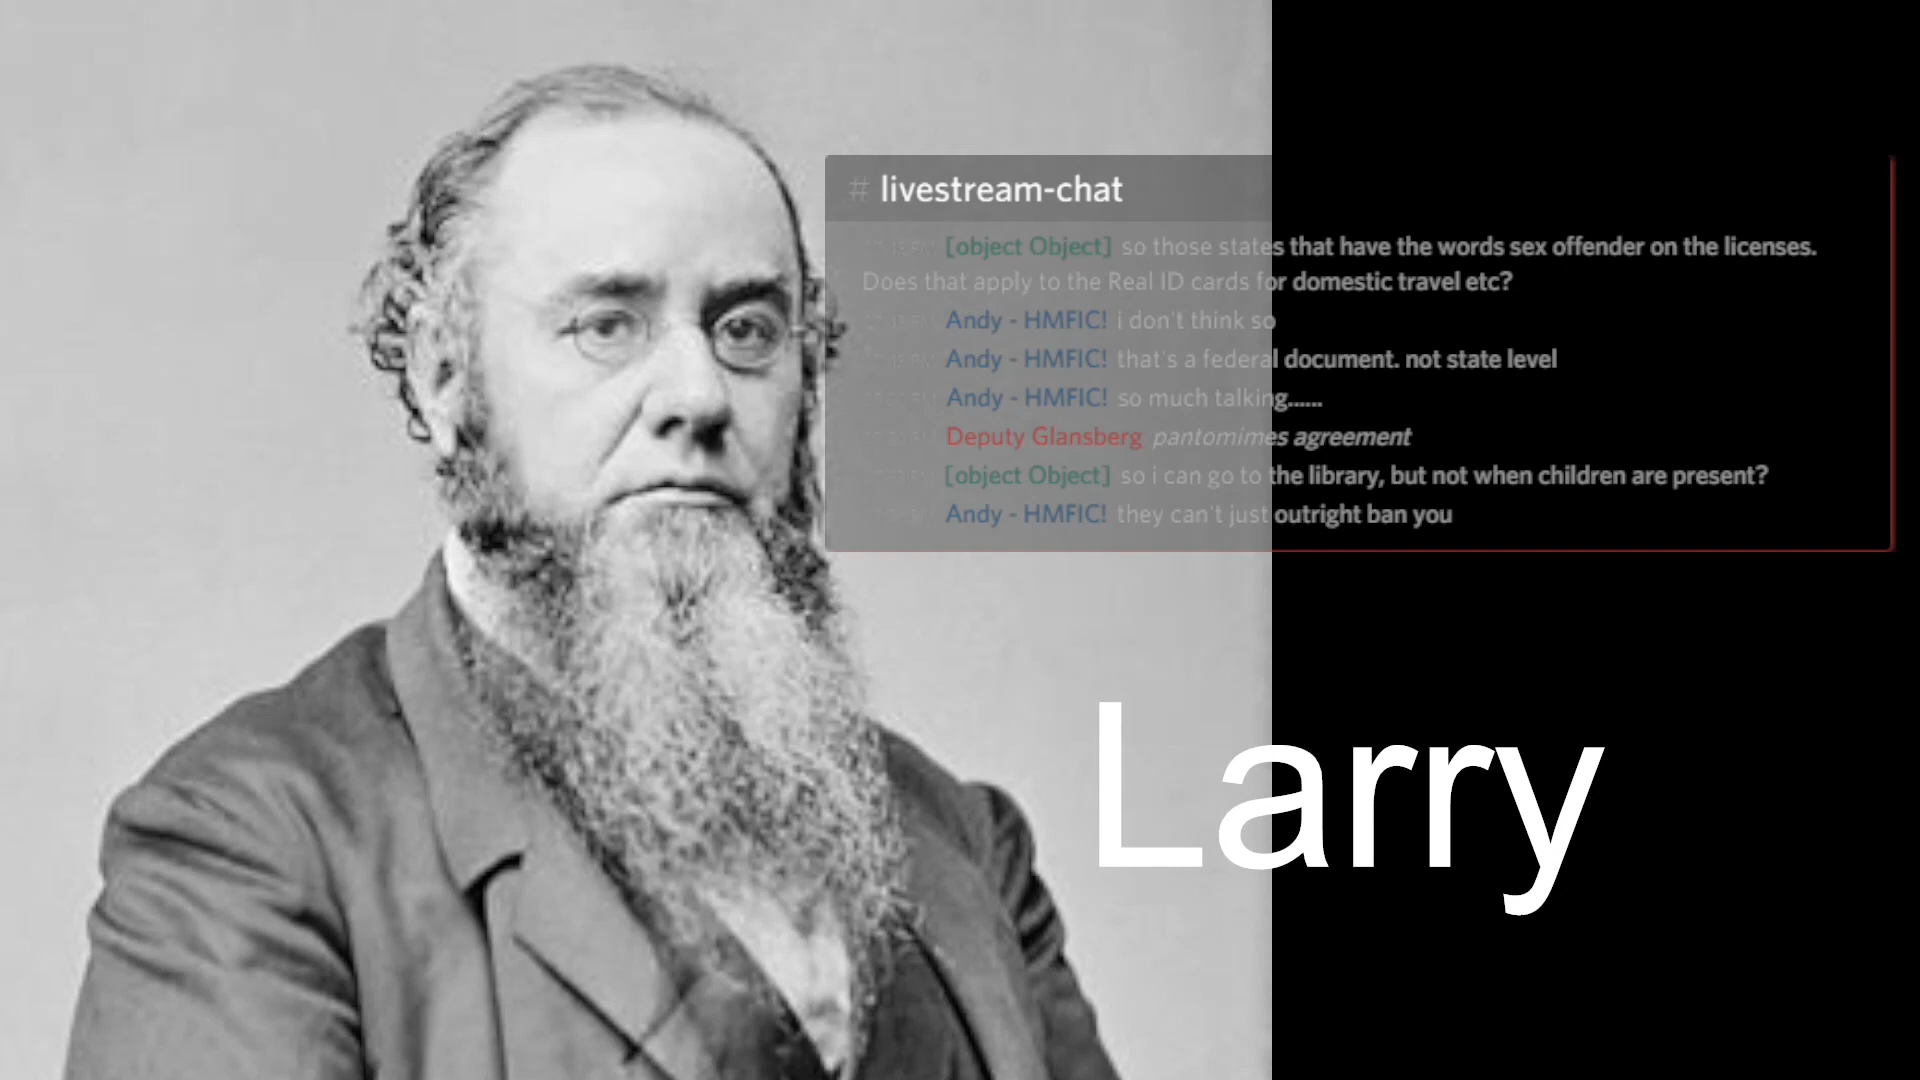 # livestream-chat
[object Object] so those states that have the words sex offender on the licenses.
Does that apply to the Real ID cards for domestic travel etc?
Andy - HMFIC! i don't think so
Andy - HMFIC! that's a federal document. not state level
Andy - HMFIC! so much talking......
Deputy Glansberg pantomimes agreement
[object Object] so i can go to the library, but not when children are present?
Andy - HMFIC! they can't just outright ban you
Larry